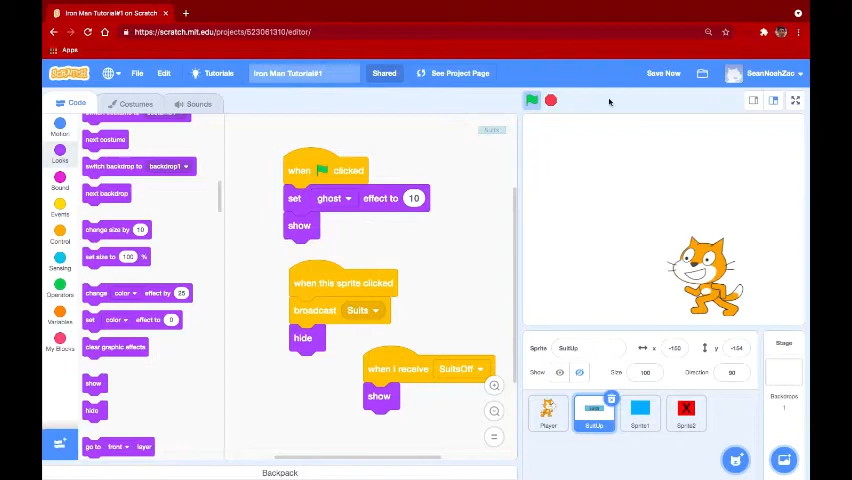 Iron Man Tutorial#1 on Scratch
https://scratch.mit.edu/projects/523061310/editor/
Apps
SCRATCH File Edit Tutorials Iron Man Tutorial#1 Shared See Project Page Save Now SeanNoahZac
Code Costumes Sounds
Motion
Looks
Sound
Events
Control
Sensing
Operators
Variables
My Blocks
next costume
switch backdrop to backdrop1
next backdrop
change size by 10
set size to 100 %
change color effect by 25
set color effect to 0
clear graphic effects
show
hide
go to front layer
when clicked
set ghost effect to 10
show
when this sprite clicked
broadcast Suits
hide
when I receive SuitsOff
show
Backpack
Sprite SuitUp x -150 y -154
Show Size 100 Direction 90
Player
SuitUp
Sprite1
Sprite2
Stage
Backdrops
1